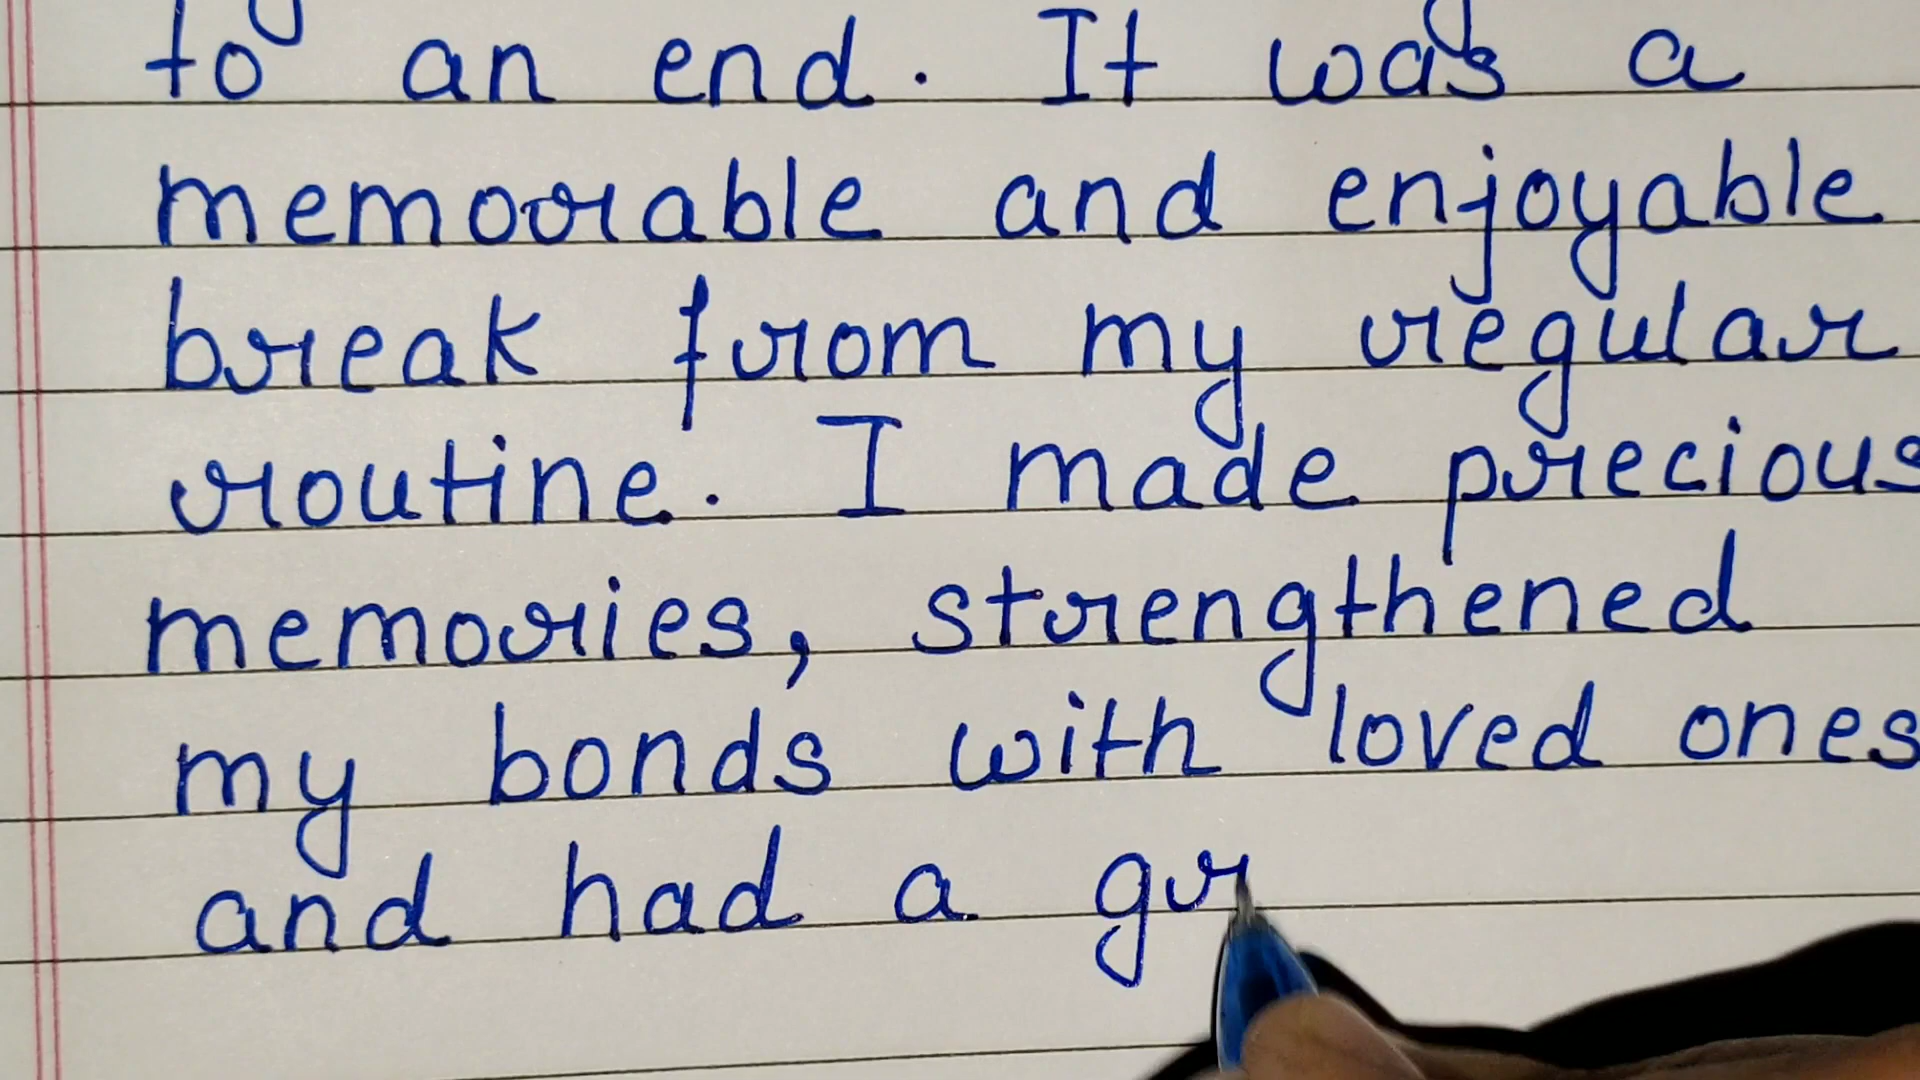 to an end. It was a
memorable and enjoyable
break from my regular
routine. I made precious
memories, strengthened
my bonds with loved ones
and had a gr